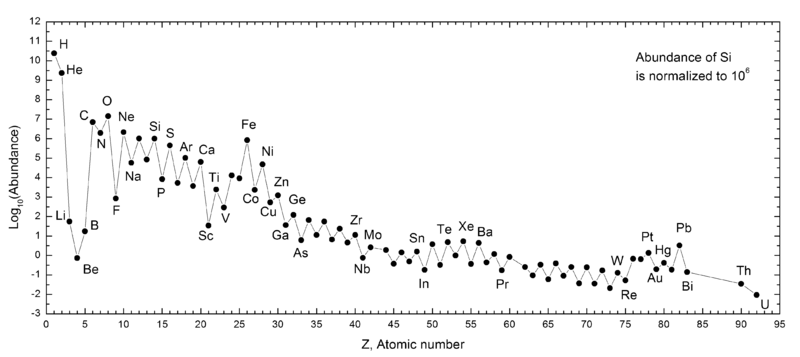 Abundance of Si
is normalized to 10⁶
Log₁₀(Abundance)
12
11
10
9
8
7
6
5
4
3
2
1
0
-1
-2
-3
H
He
Li
Be
B
C
N
O
F
Ne
Na
Si
P
S
Ar
Ca
Sc
Ti
V
Fe
Co
Ni
Cu
Zn
Ga
Ge
As
Zr
Nb
Mo
Sn
In
Te
Xe
Ba
Pr
W
Re
Pt
Au
Hg
Pb
Bi
Th
U
0 5 10 15 20 25 30 35 40 45 50 55 60 65 70 75 80 85 90 95
Z, Atomic number